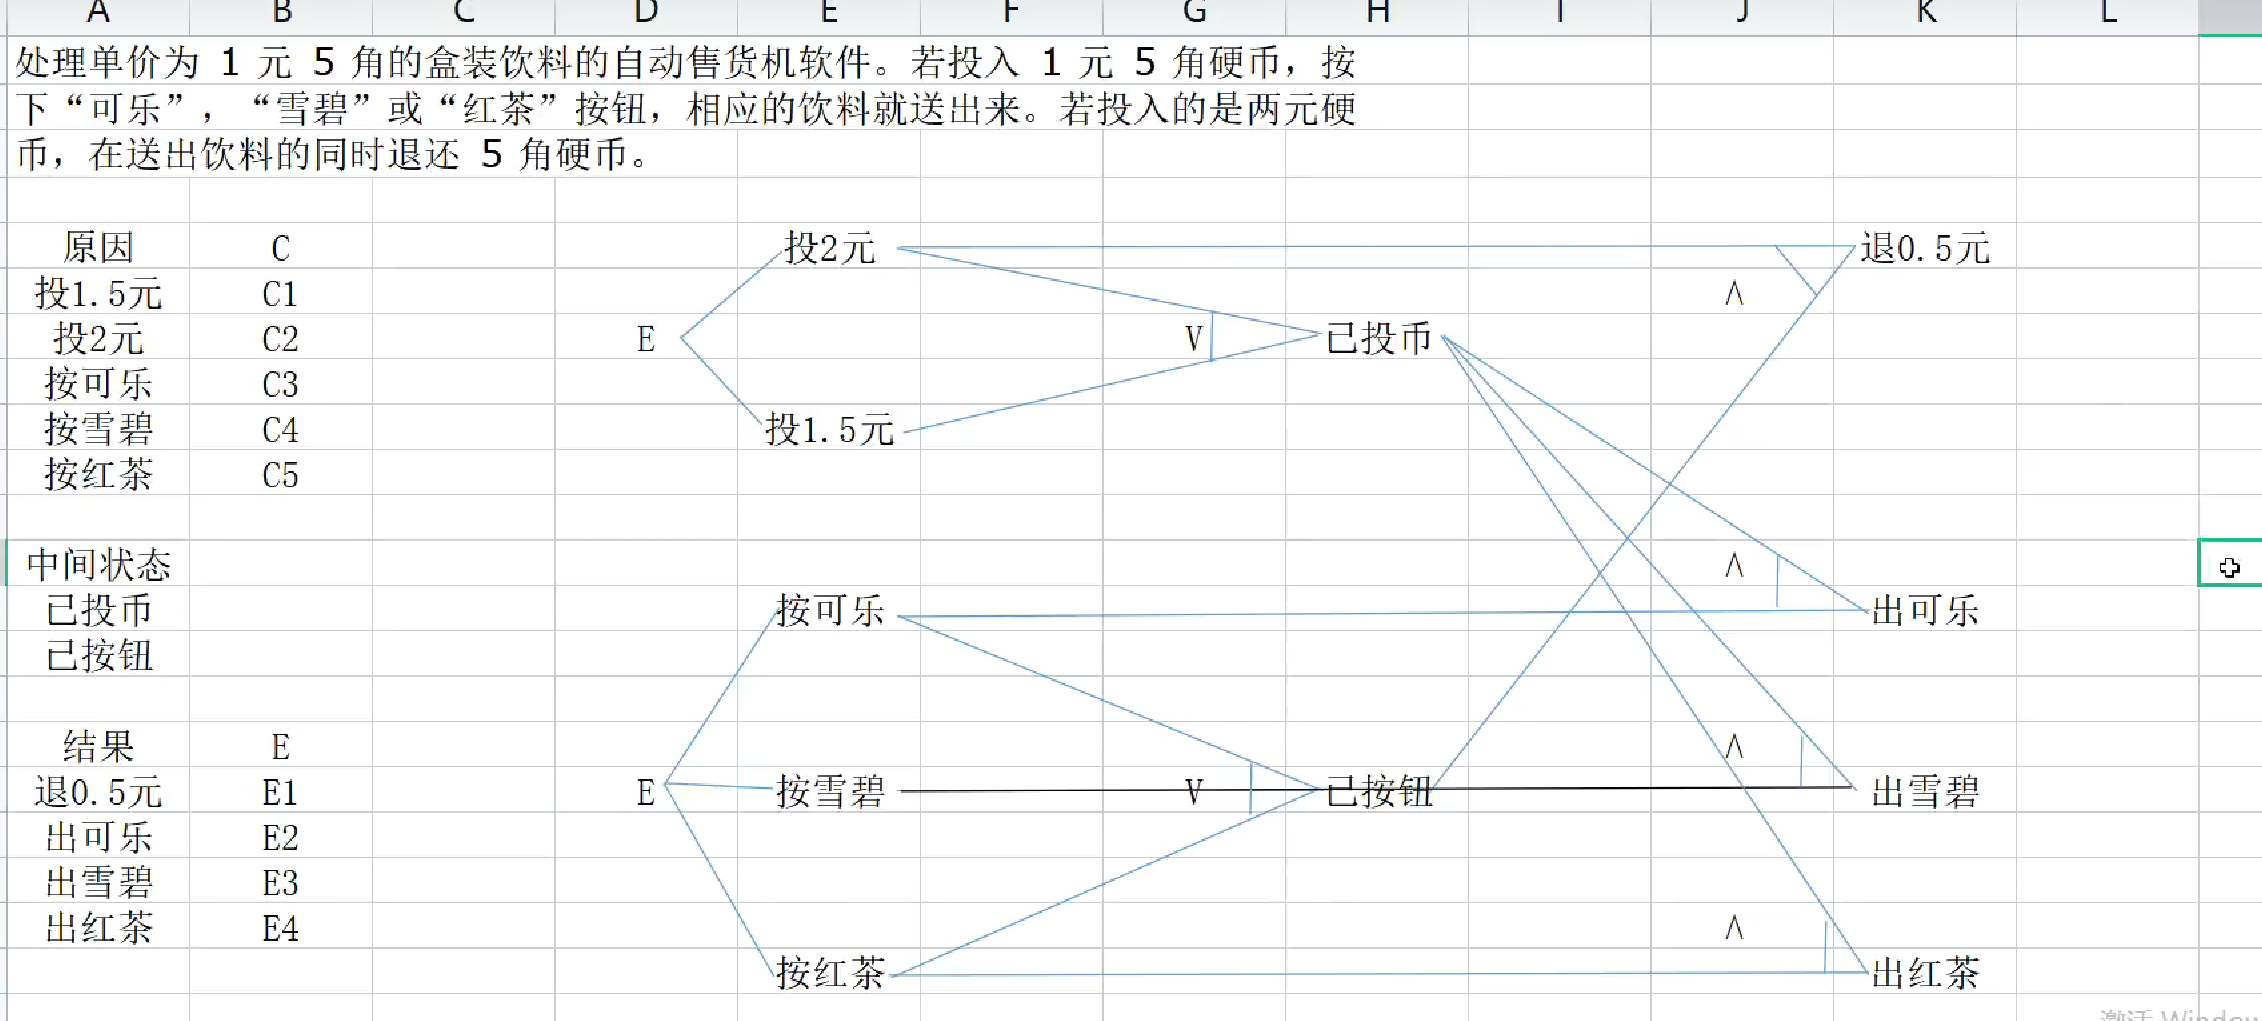 A B C D E F G H I J K L
处理单价为 1 元 5 角的盒装饮料的自动售货机软件。若投入 1 元 5 角硬币，按
下“可乐”，“雪碧”或“红茶”按钮，相应的饮料就送出来。若投入的是两元硬
币，在送出饮料的同时退还 5 角硬币。
原因 C 投2元 退0.5元
投1.5元 C1 ∧
投2元 C2 E V 已投币
按可乐 C3
按雪碧 C4 投1.5元
按红茶 C5
中间状态 ∧
已投币 按可乐 出可乐
已按钮
结果 E ∧
退0.5元 E1 E 按雪碧 V 已按钮 出雪碧
出可乐 E2
出雪碧 E3
出红茶 E4 ∧
按红茶 出红茶
激活 Window